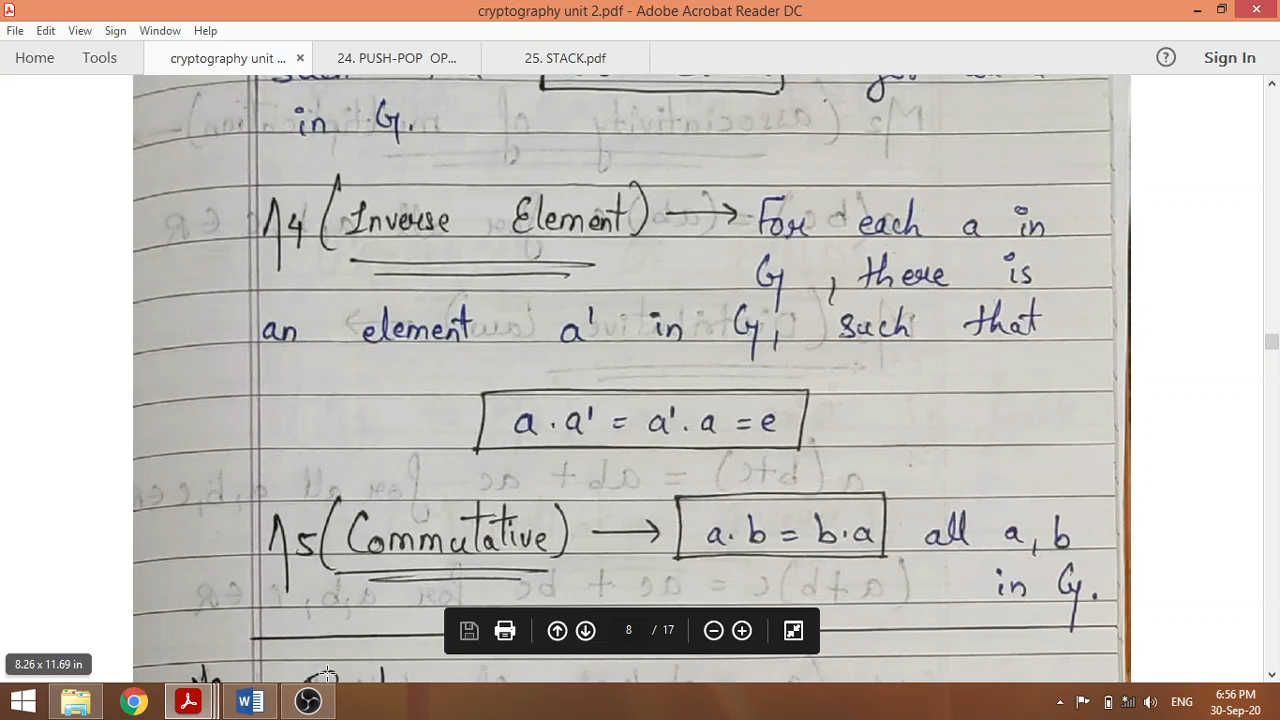 cryptography unit 2.pdf - Adobe Acrobat Reader DC
File Edit View Sign Window Help
Home Tools cryptography unit ... × 24. PUSH-POP OP... 25. STACK.pdf ? Sign In
in G.
A4 (Inverse Element) → For each a in
G, there is
an element a' in G, such that
a . a' = a' . a = e
A5 (Commutative) → a . b = b . a all a, b
in G.
8 / 17
8.26 x 11.69 in
ENG 6:56 PM
30-Sep-20